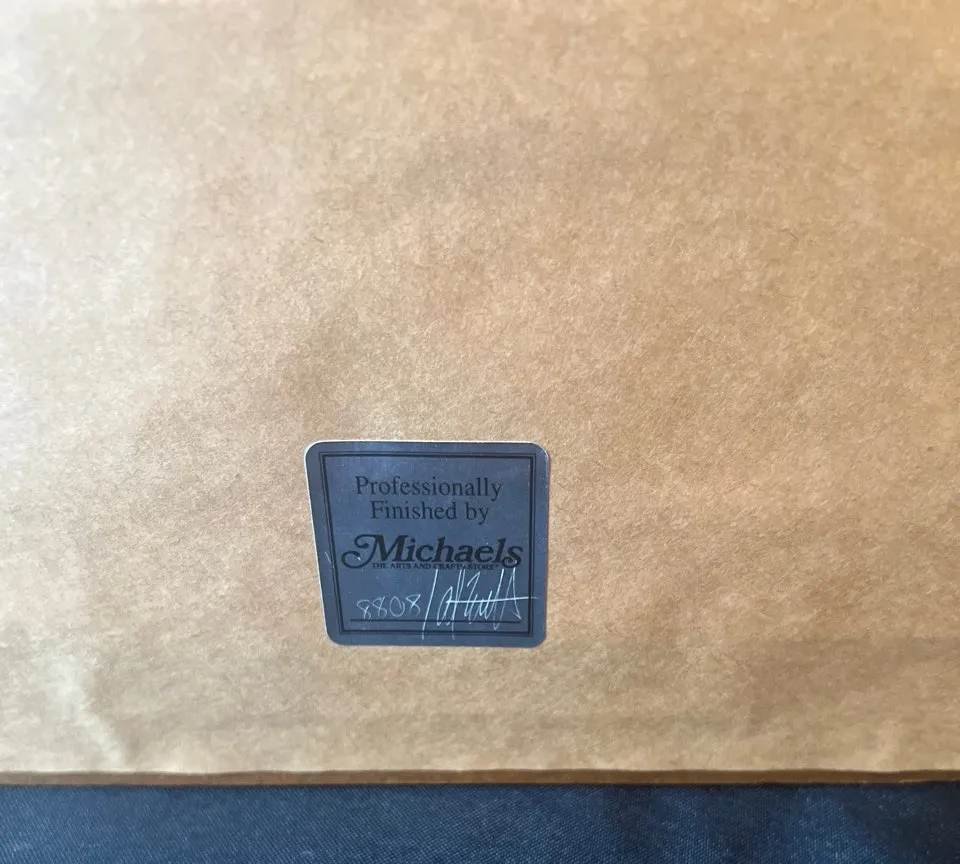 Professionally
Finished by
Michaels
THE ARTS AND CRAFTS STORE
8808